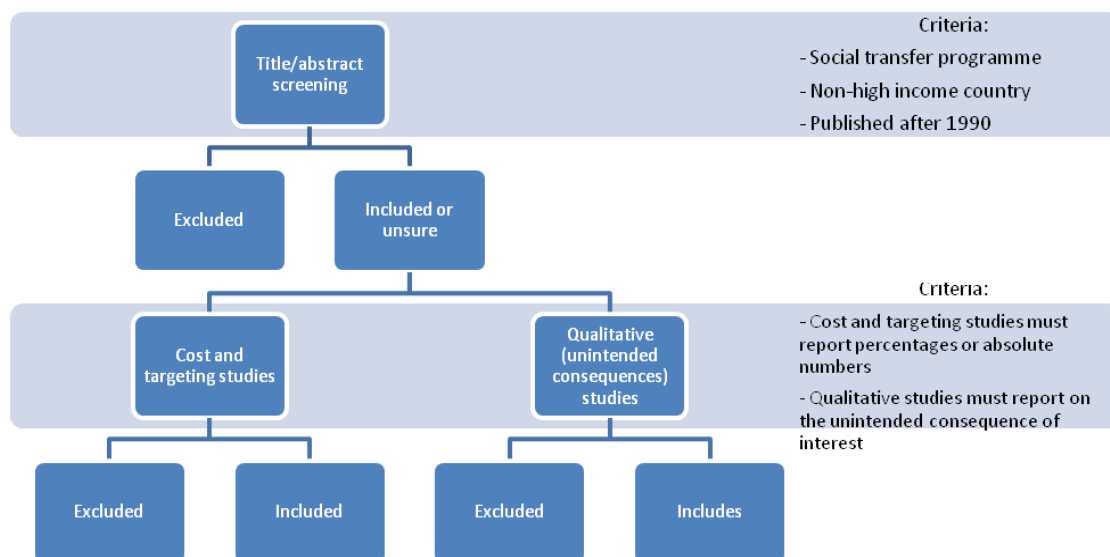 Criteria:
Title/abstract
screening
- Social transfer programme
- Non-high income country
- Published after 1990
Excluded
Included or
unsure
Criteria:
Cost and
targeting studies
Qualitative
(unintended
consequences)
studies
- Cost and targeting studies must
report percentages or absolute
numbers
- Qualitative studies must report on
the unintended consequence of
interest
Excluded
Included
Excluded
Includes